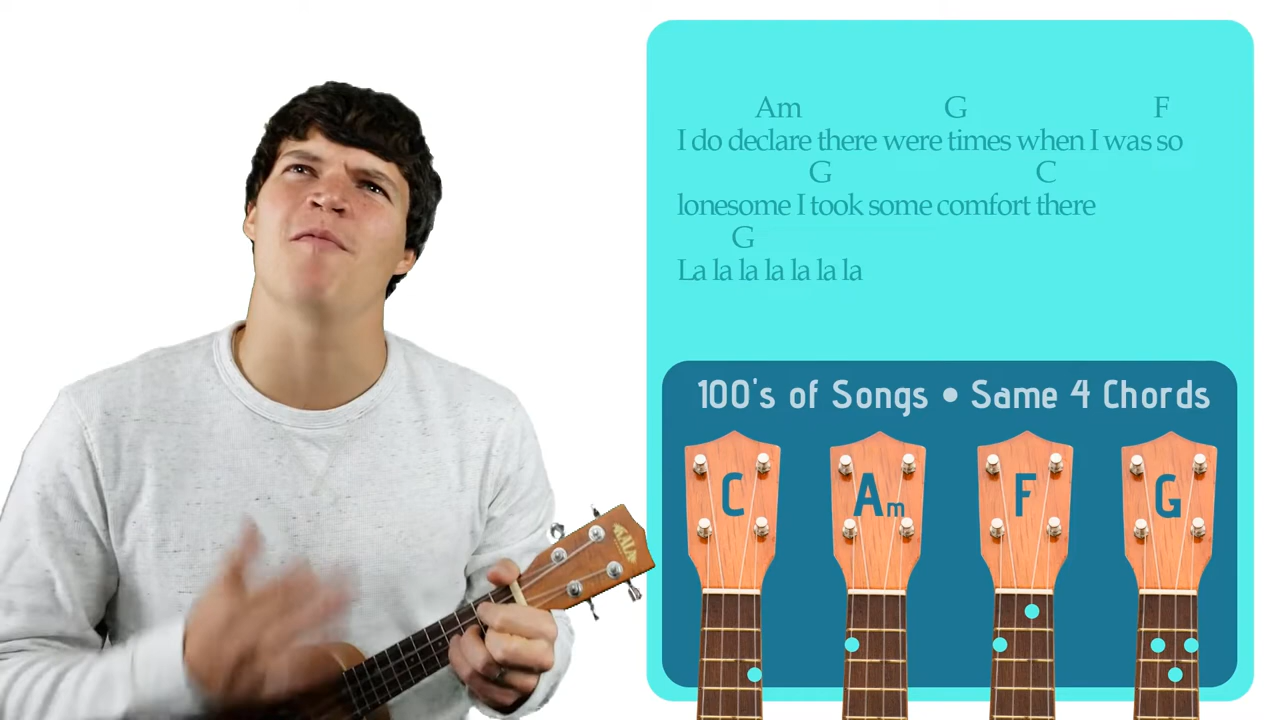 Am G F
I do declare there were times when I was so
G C
lonesome I took some comfort there
G
La la la la la la la
100's of Songs • Same 4 Chords
C Am F G
KALA